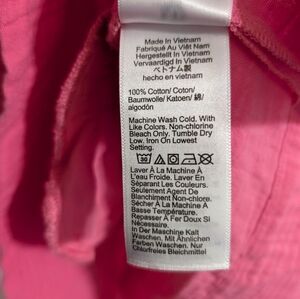 Made In Vietnam
Fabriqué Au Việt Nam
Hergestellt In Vietnam
Vervaardigd In Vietnam
ベトナム製
hecho en vietnam
100% Cotton/ Coton/
Baumwolle/ Katoen/ 綿/
algodón
Machine Wash Cold, With
Like Colors. Non-chlorine
Bleach Only. Tumble Dry
Low. Iron On Lowest
Setting.
Laver À La Machine À
L'eau Froide. Laver En
Séparant Les Couleurs.
Seulement Agent De
Blanchiment Non-chlore.
Sécher À La Machine À
Basse Température.
Repasser À Fer Doux Si
Nécessaire.
In Der Maschine Kalt
Waschen. Mit Ähnlichen
Farben Waschen. Nur
Chlorfreies Bleichmittel